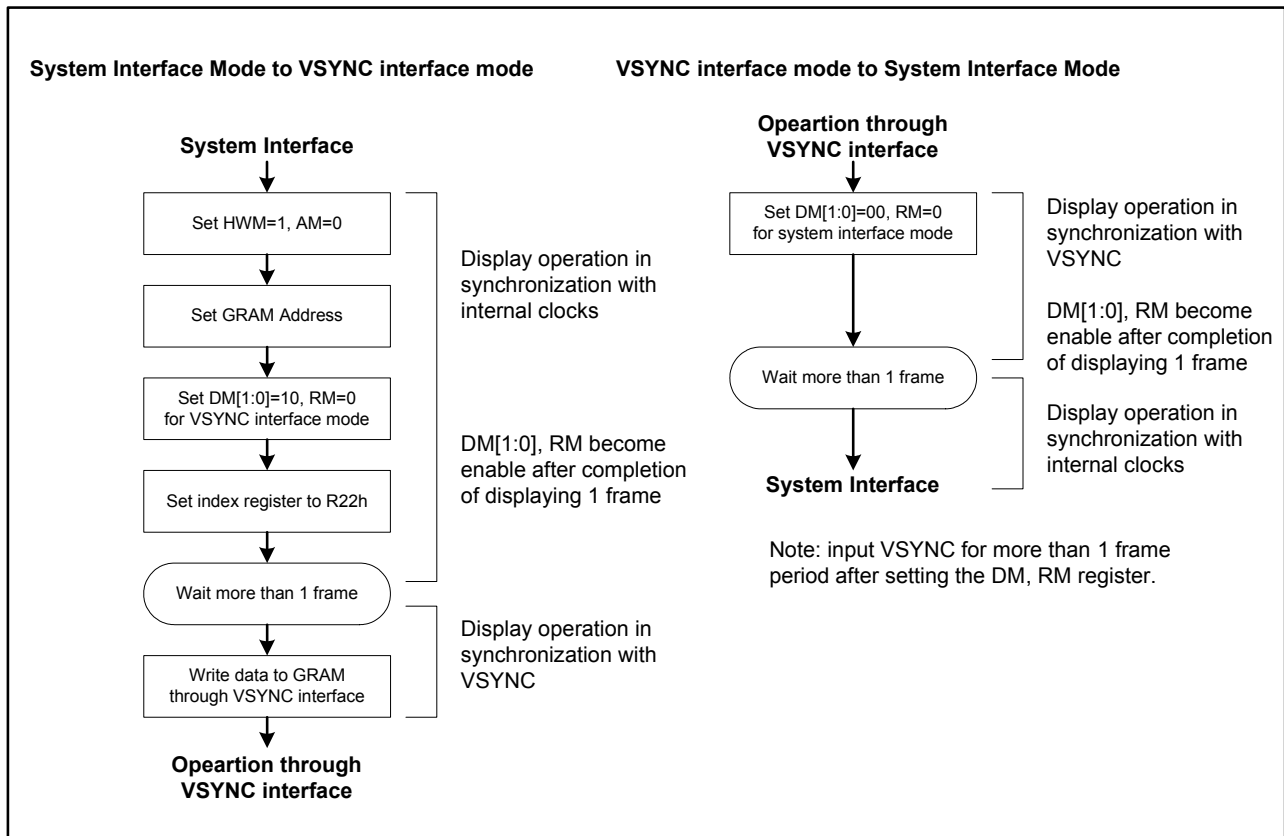 System Interface Mode to VSYNC interface mode
System Interface
Set HWM=1, AM=0
Set GRAM Address
Set DM[1:0]=10, RM=0
for VSYNC interface mode
Set index register to R22h
Wait more than 1 frame
Write data to GRAM
through VSYNC interface
Opeartion through
VSYNC interface
Display operation in
synchronization with
internal clocks
DM[1:0], RM become
enable after completion
of displaying 1 frame
Display operation in
synchronization with
VSYNC
VSYNC interface mode to System Interface Mode
Opeartion through
VSYNC interface
Set DM[1:0]=00, RM=0
for system interface mode
Wait more than 1 frame
System Interface
Display operation in
synchronization with
VSYNC
DM[1:0], RM become
enable after completion
of displaying 1 frame
Display operation in
synchronization with
internal clocks
Note: input VSYNC for more than 1 frame
period after setting the DM, RM register.